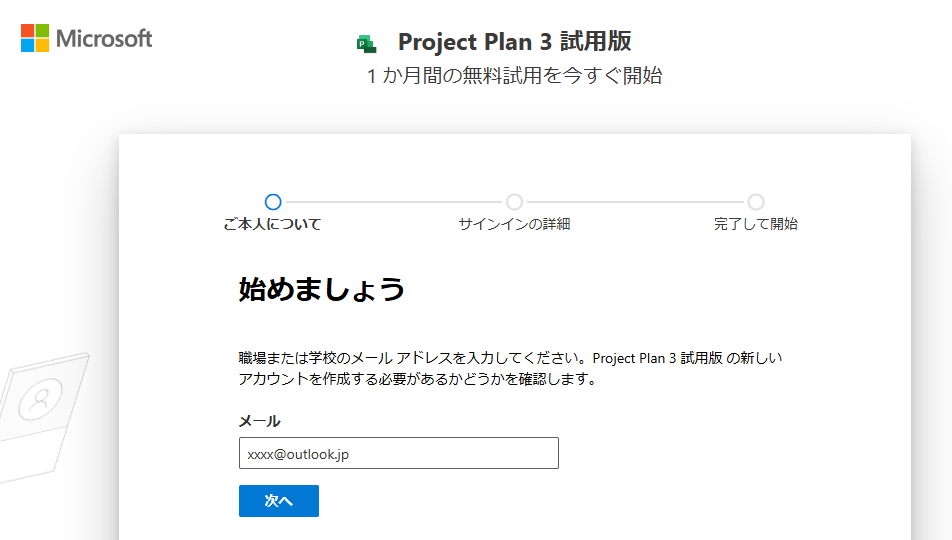 Microsoft
Project Plan 3 試用版
1 か月間の無料試用を今すぐ開始
ご本人について
サインインの詳細
完了して開始
始めましょう
職場または学校のメール アドレスを入力してください。Project Plan 3 試用版 の新しい
アカウントを作成する必要があるかどうかを確認します。
メール
xxxx@outlook.jp
次へ